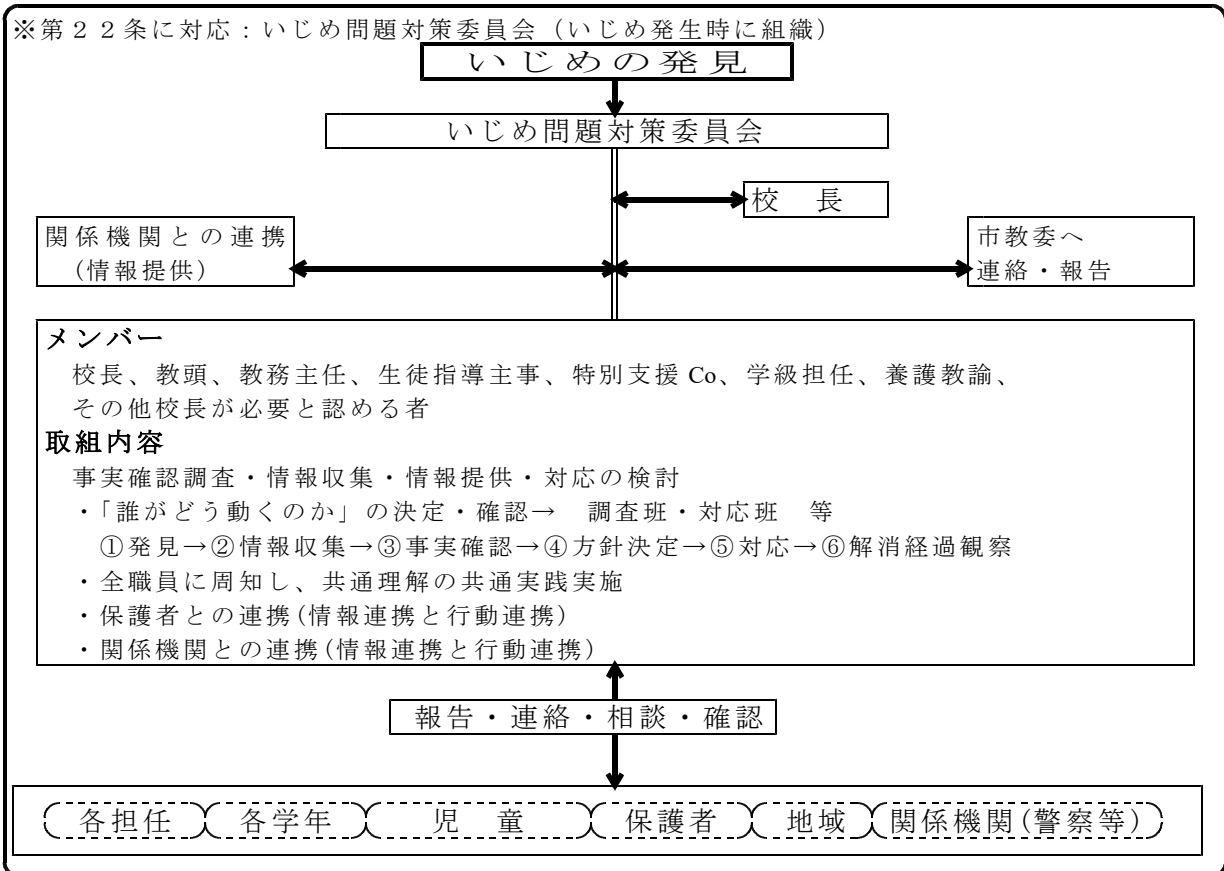 ※第22条に対応：いじめ問題対策委員会（いじめ発生時に組織）
いじめの発見
いじめ問題対策委員会
校　長
関係機関との連携
（情報提供）
市教委へ
連絡・報告
メンバー
校長、教頭、教務主任、生徒指導主事、特別支援Co、学級担任、養護教諭、
その他校長が必要と認める者
取組内容
事実確認調査・情報収集・情報提供・対応の検討
・「誰がどう動くのか」の決定・確認→　調査班・対応班　等
①発見→②情報収集→③事実確認→④方針決定→⑤対応→⑥解消経過観察
・全職員に周知し、共通理解の共通実践実施
・保護者との連携(情報連携と行動連携)
・関係機関との連携(情報連携と行動連携)
報告・連絡・相談・確認
各担任　各学年　児　童　保護者　地域　関係機関(警察等)